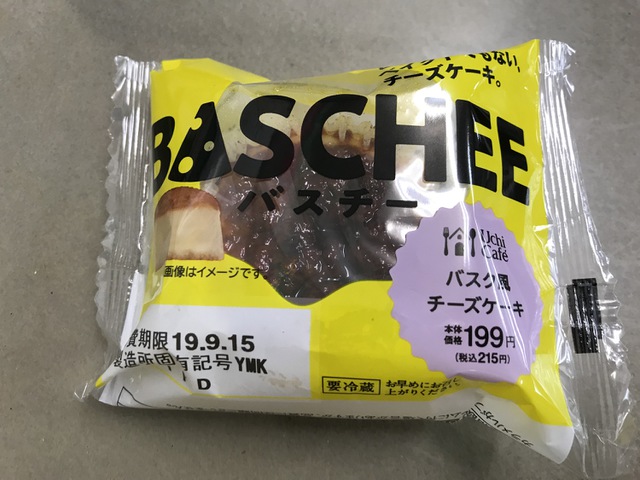 チーズケーキ。
BASCHEE
バスチー
Uchi
Café
バスク風
チーズケーキ
本体
価格 199円
(税込215円)
画像はイメージです
期限 19.9.15
製造所固有記号 YMK
D
要冷蔵
お早めに
上がりください